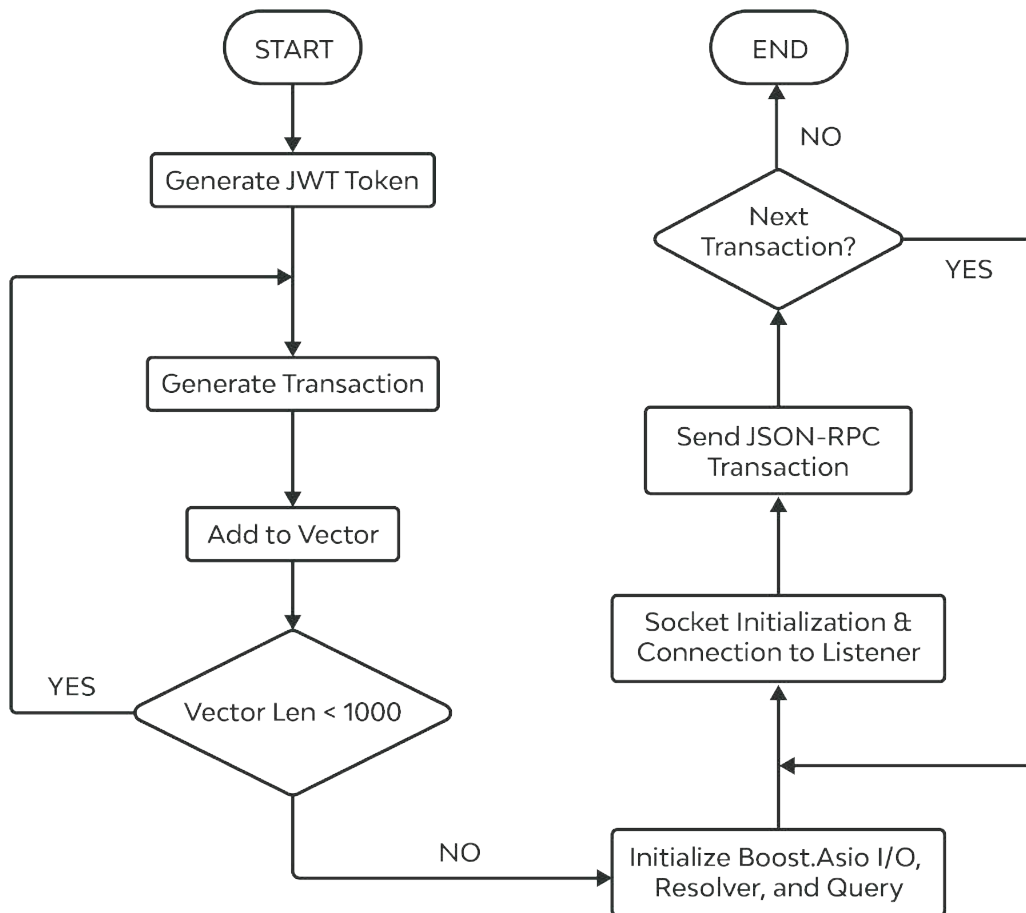 START
Generate JWT Token
Generate Transaction
Add to Vector
Vector Len < 1000
YES
NO
Initialize Boost.Asio I/O,
Resolver, and Query
Socket Initialization &
Connection to Listener
Send JSON-RPC
Transaction
Next
Transaction?
YES
NO
END